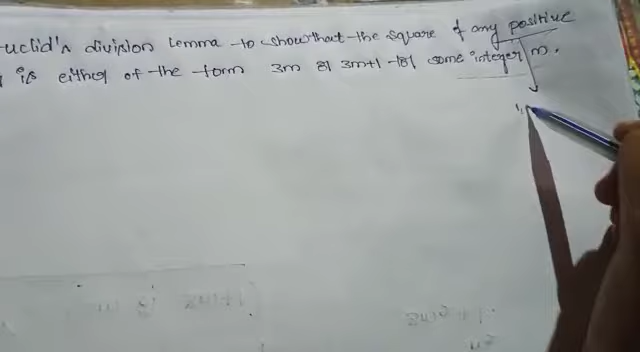 uclid's division Lemma to show that the square of any positive
is either of the form 3m or 3m+1 for some integer m.